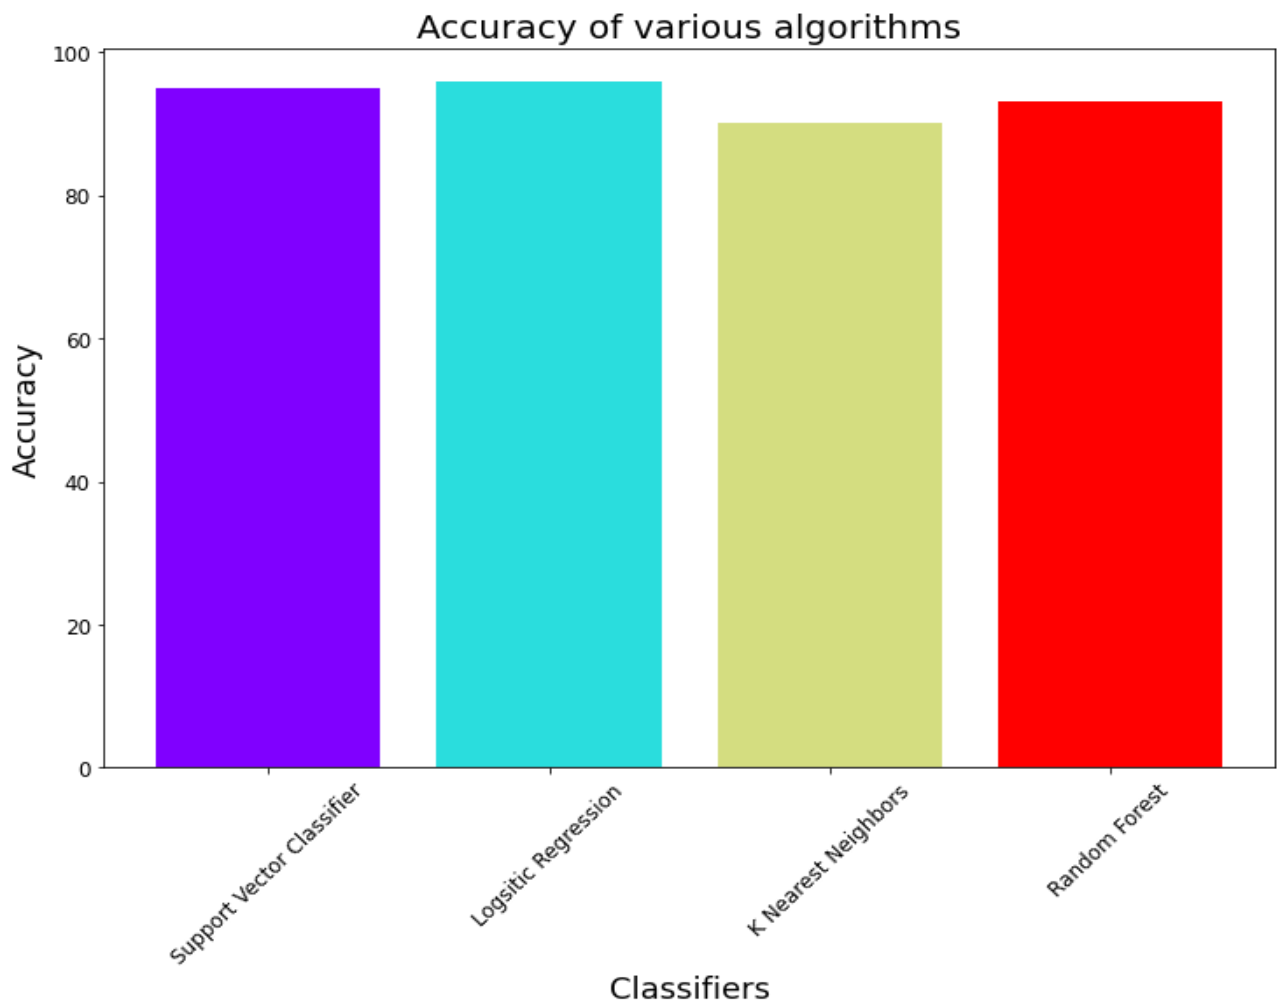 Accuracy of various algorithms
100
80
60
40
20
0
Accuracy
Support Vector Classifier
Logsitic Regression
K Nearest Neighbors
Random Forest
Classifiers